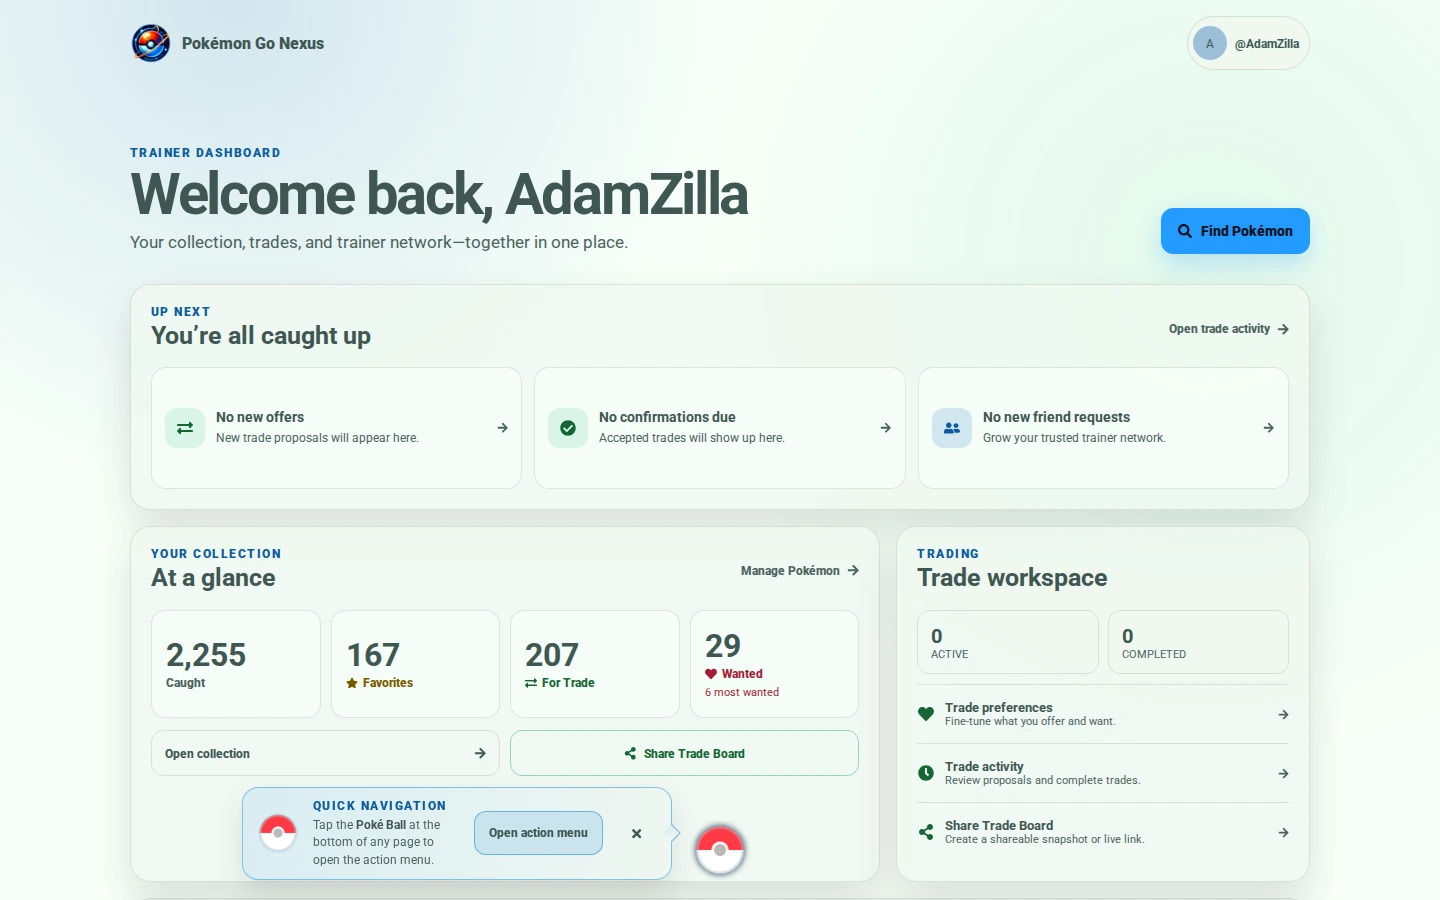 Pokémon Go Nexus
A
@AdamZilla
TRAINER DASHBOARD
Welcome back, AdamZilla
Your collection, trades, and trainer network—together in one place.
Find Pokémon
UP NEXT
You’re all caught up
Open trade activity
No new offers
New trade proposals will appear here.
No confirmations due
Accepted trades will show up here.
No new friend requests
Grow your trusted trainer network.
YOUR COLLECTION
At a glance
Manage Pokémon
2,255
Caught
167
Favorites
207
For Trade
29
Wanted
6 most wanted
Open collection
Share Trade Board
QUICK NAVIGATION
Tap the Poké Ball at the
bottom of any page to
open the action menu.
Open action menu
TRADING
Trade workspace
0
ACTIVE
0
COMPLETED
Trade preferences
Fine-tune what you offer and want.
Trade activity
Review proposals and complete trades.
Share Trade Board
Create a shareable snapshot or live link.